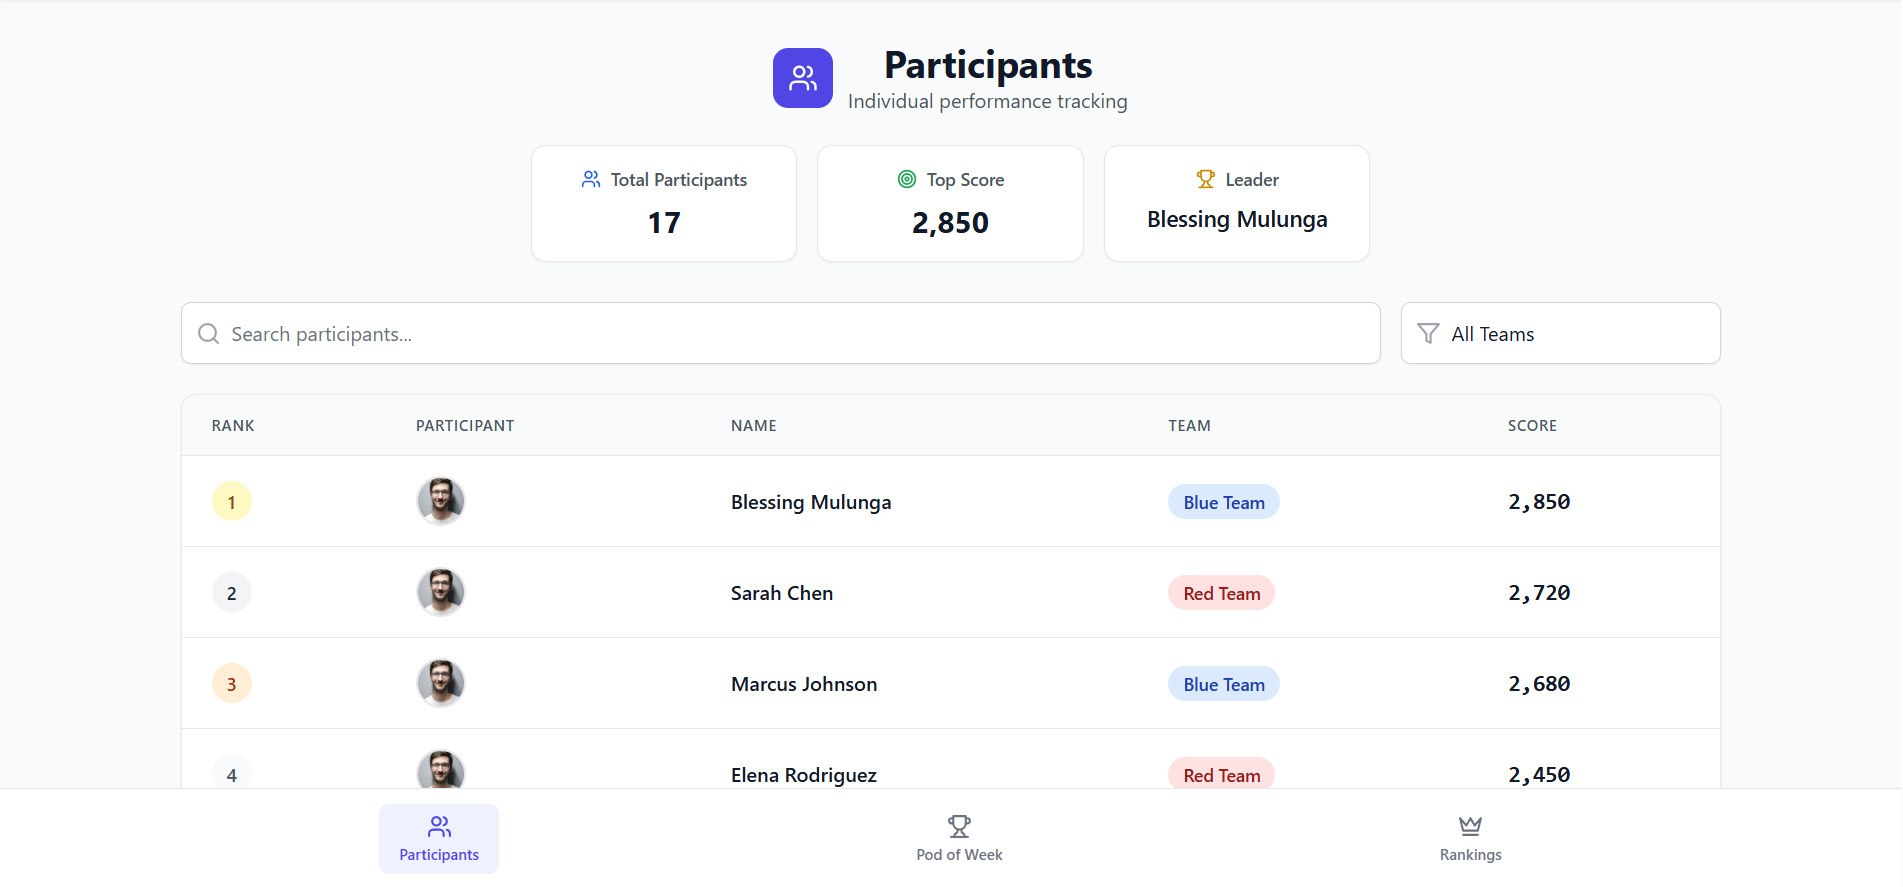 Participants
Individual performance tracking
Total Participants
17
Top Score
2,850
Leader
Blessing Mulunga
Search participants...
All Teams
RANK PARTICIPANT NAME TEAM SCORE
1 Blessing Mulunga Blue Team 2,850
2 Sarah Chen Red Team 2,720
3 Marcus Johnson Blue Team 2,680
4 Elena Rodriguez Red Team 2,450
Participants
Pod of Week
Rankings